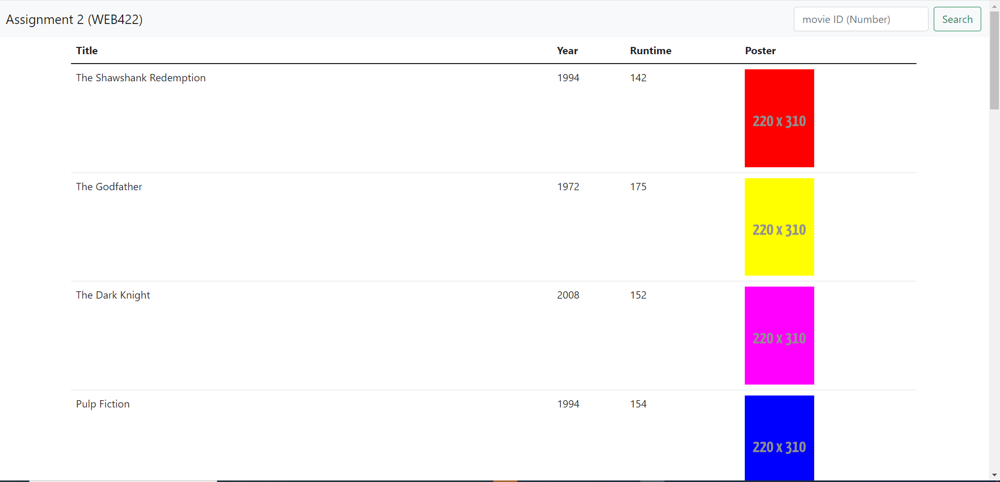 Assignment 2 (WEB422) movie ID (Number) Search
Title Year Runtime Poster
The Shawshank Redemption 1994 142
220 x 310
The Godfather 1972 175
220 x 310
The Dark Knight 2008 152
220 x 310
Pulp Fiction 1994 154
220 x 310